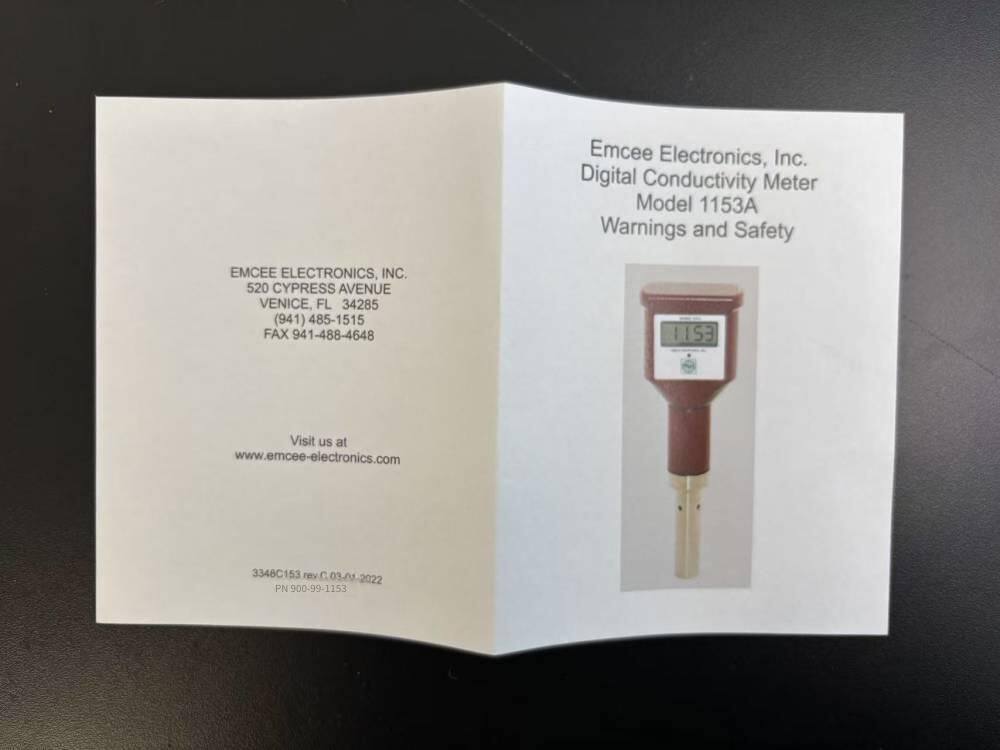 EMCEE ELECTRONICS, INC.
520 CYPRESS AVENUE
VENICE, FL 34285
(941) 485-1515
FAX 941-488-4648
Visit us at
www.emcee-electronics.com
3348C153 rev C 03-01-2022
PN 900-99-1153
Emcee Electronics, Inc.
Digital Conductivity Meter
Model 1153A
Warnings and Safety
1153